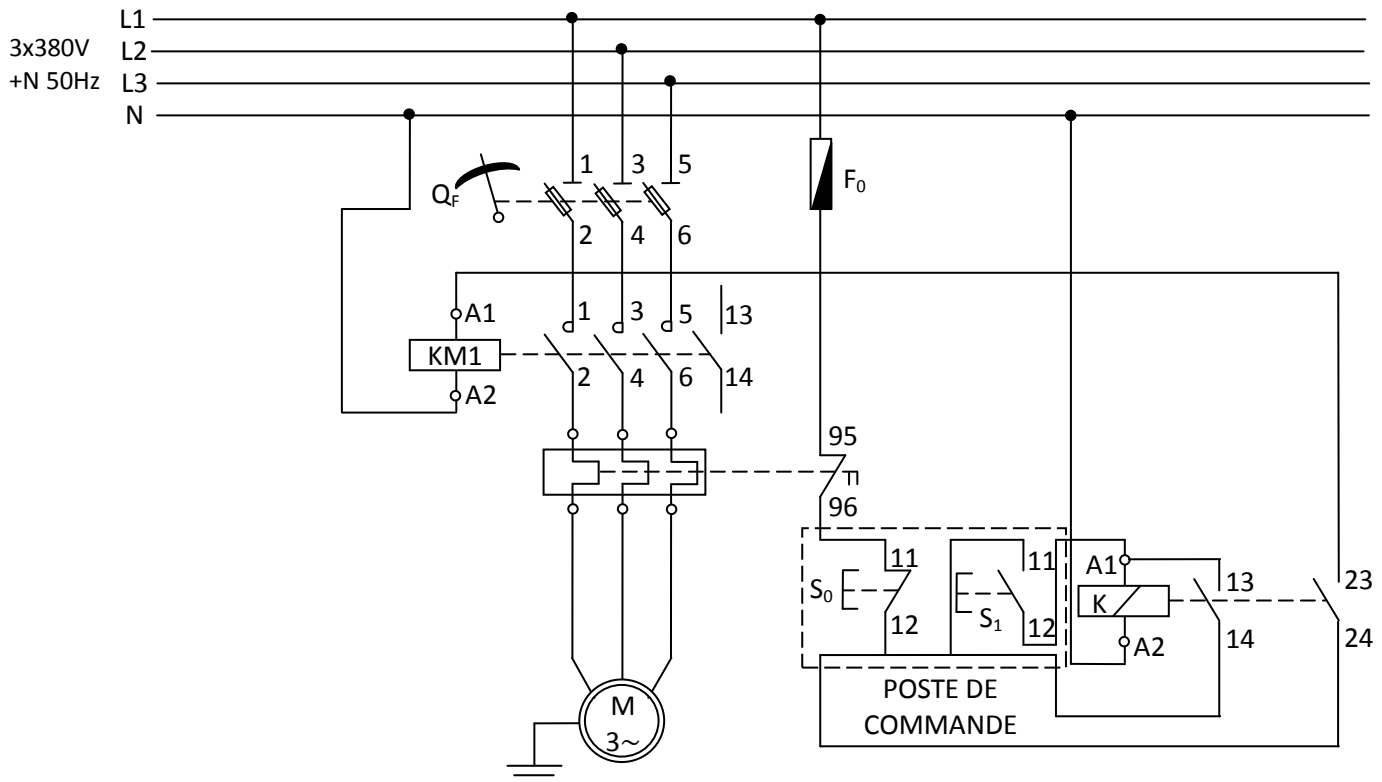 L1
3x380V L2
+N 50Hz L3
N
1 3 5
Q_F
F₀
2 4 6
A1 1 3 5 13
KM1
2 4 6 14
A2
95
96
11 11 A1
S₀ 13 23
S₁ K
12 12 A2 14 24
POSTE DE
COMMANDE
M
3~